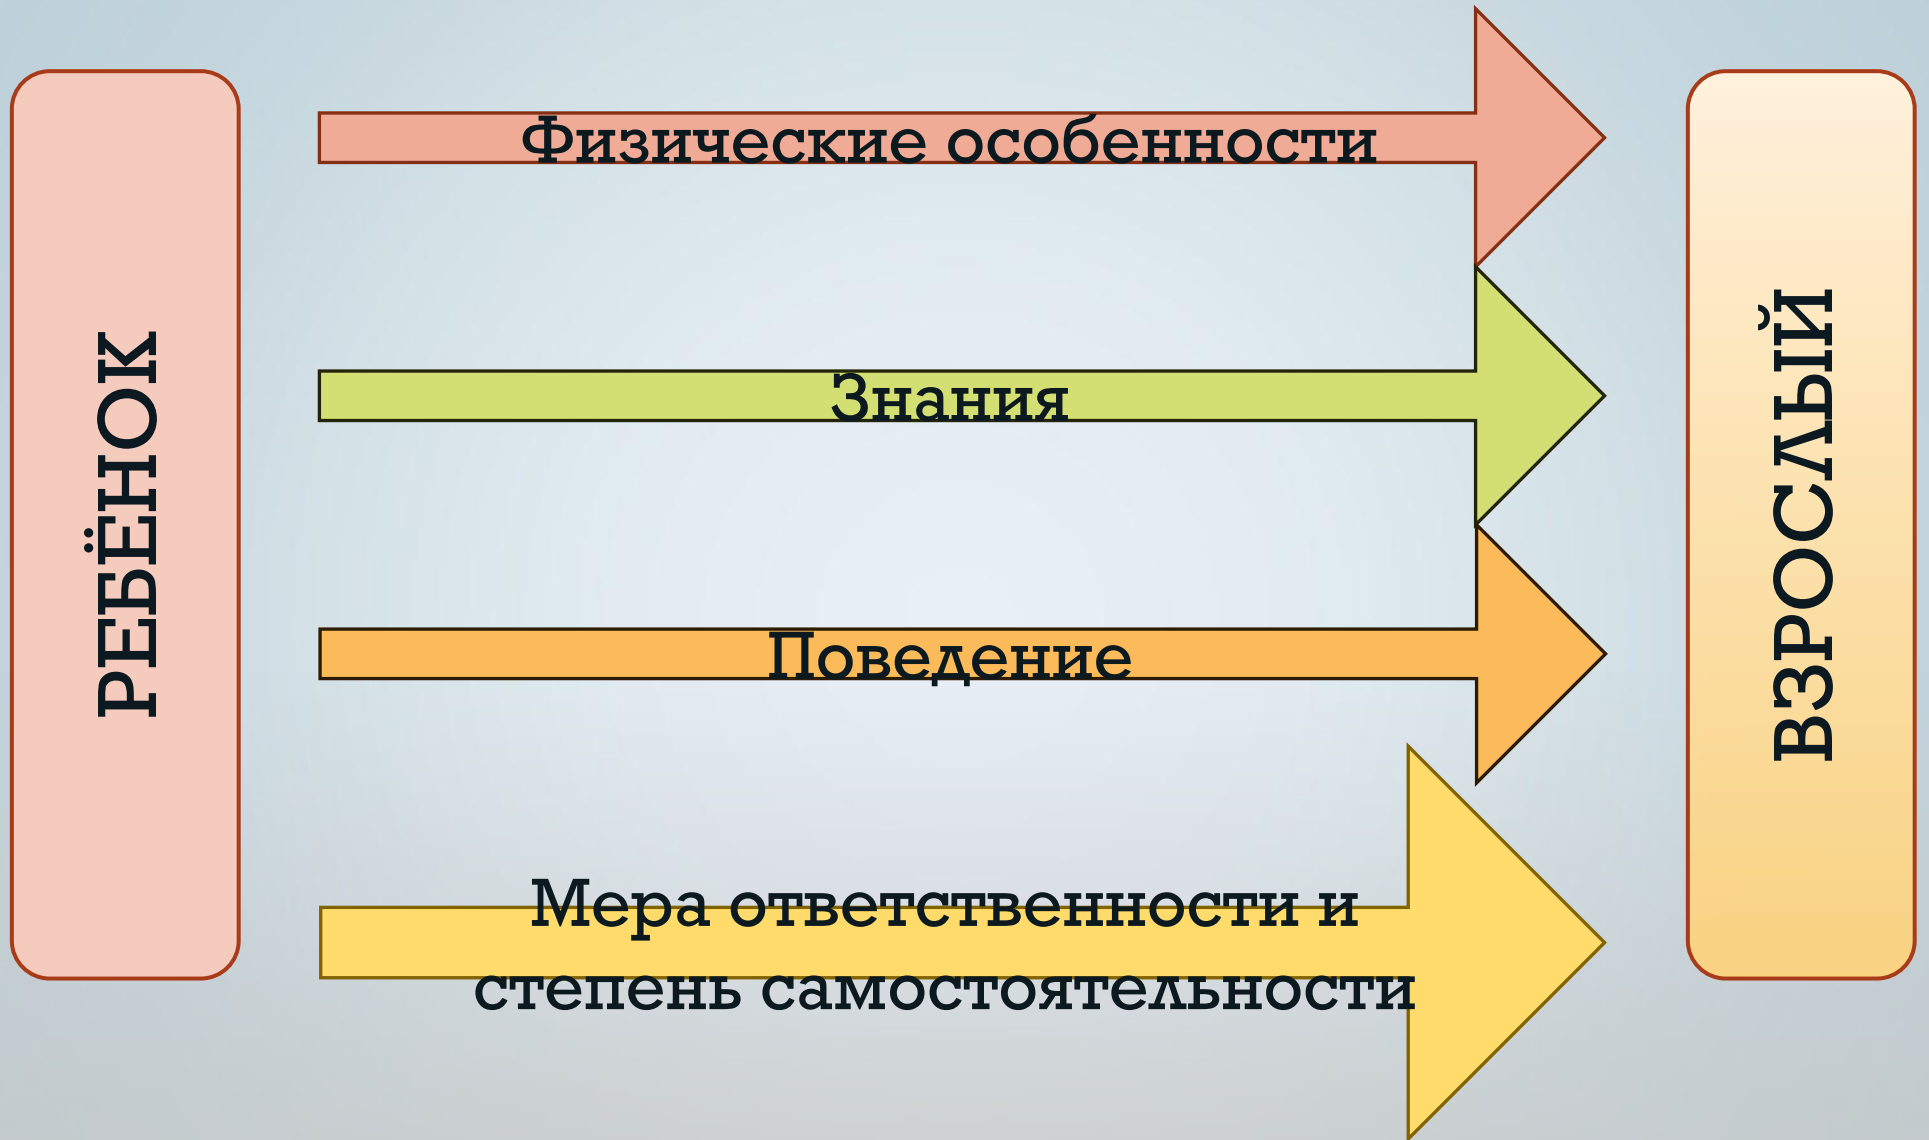 РЕБЁНОК
Физические особенности
Знания
Поведение
Мера ответственности и
степень самостоятельности
ВЗРОСЛЫЙ